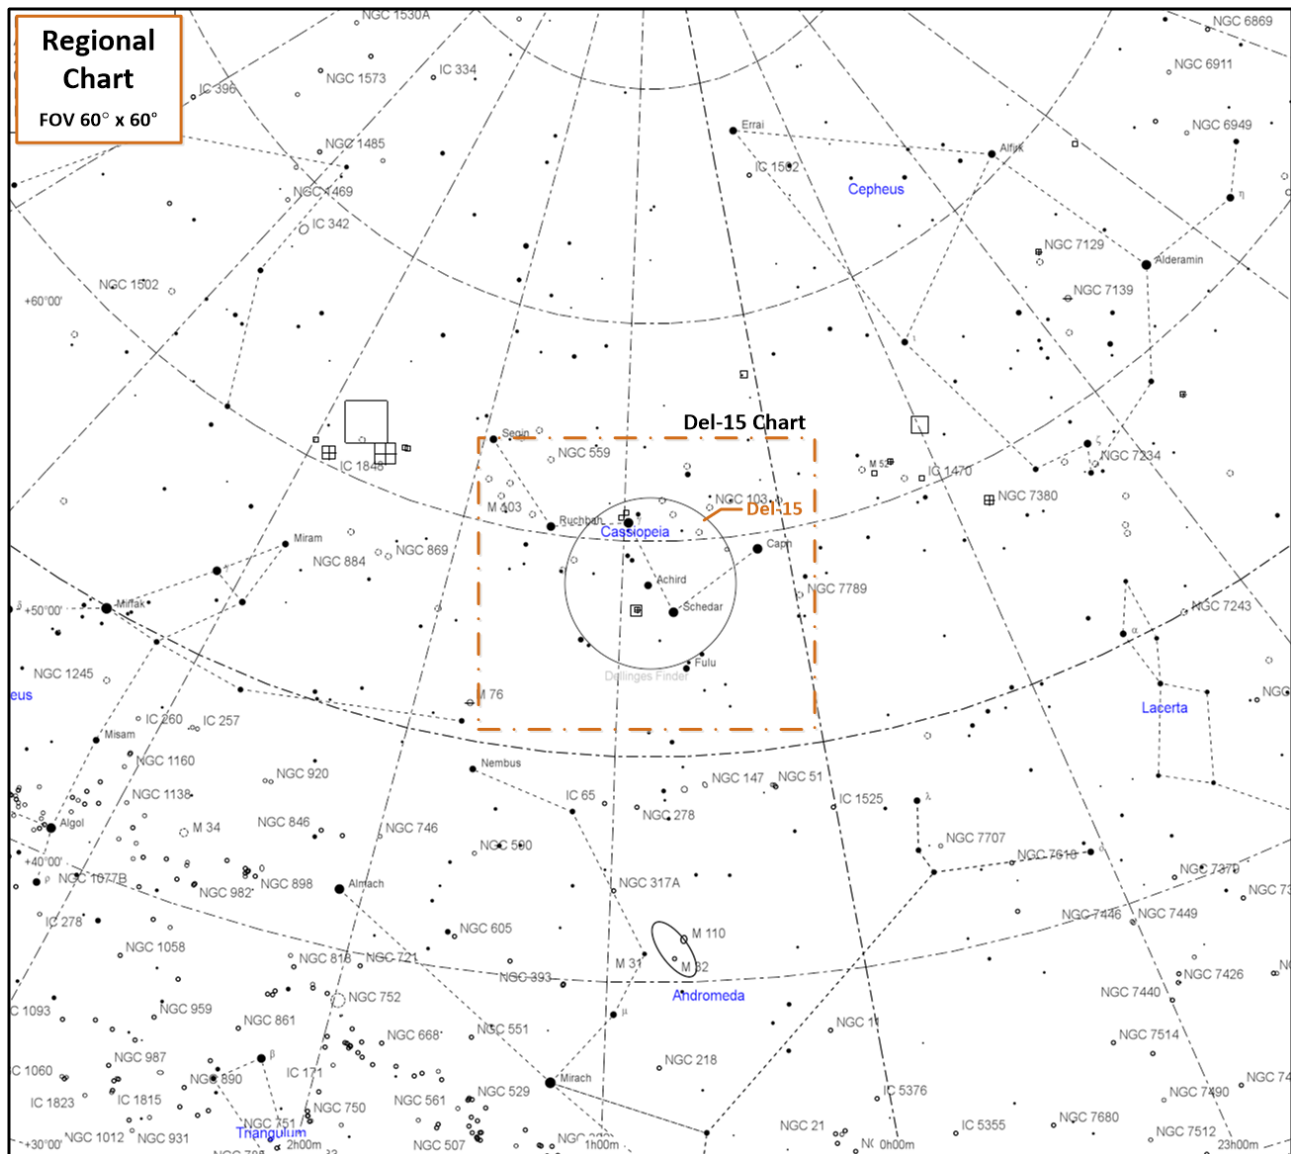 Regional
Chart
FOV 60° x 60°
NGC 1530A
NGC 6869
NGC 1573
IC 334
NGC 6911
IC 396
Errai
NGC 6949
NGC 1485
Alfirk
IC 1502
Cepheus
NGC 1469
η
IC 342
NGC 7129
Alderamin
NGC 1502
NGC 7139
+60°00'
ι
Del-15 Chart
Segin
ζ
NGC 559
NGC 7234
IC 1848
M 52
IC 1470
NGC 7380
M 103
NGC 103
Del-15
Ruchbah
γ
Cassiopeia
Miram
Caph
NGC 884
NGC 869
Achird
NGC 7789
Mirfak
δ
+50°00'
Schedar
NGC 7243
α
NGC 1245
Fulu
Dellinges Finder
eus
M 76
Lacerta
IC 260
IC 257
Misam
NGC 1160
Nembus
NGC 920
NGC 147
NGC 51
NGC 1138
IC 65
IC 1525
λ
Algol
M 34
NGC 846
NGC 746
NGC 278
NGC 7707
NGC 590
NGC 7618
+40°00'
NGC 1077B
NGC 982
NGC 898
Almach
NGC 317A
NGC 7379
ρ
IC 278
NGC 7446
NGC 7449
NGC 605
M 110
NGC 1058
NGC 818
NGC 721
M 31
M 32
NGC 393
NGC 7426
Andromeda
NGC 7440
NGC 752
C 1093
NGC 959
NGC 861
μ
NGC 668
NGC 551
NGC 11
NGC 7514
β
NGC 987
NGC 218
C 1060
NGC 890
IC 171
Mirach
IC 5376
NGC 7490
IC 1823
IC 1815
NGC 529
NGC 561
NGC 750
NGC 751
NGC 7680
Triangulum
NGC 1012
NGC 931
NGC 507
NGC 21
IC 5355
NGC 7512
+30°00'
2h00m
1h00m
0h00m
23h00m